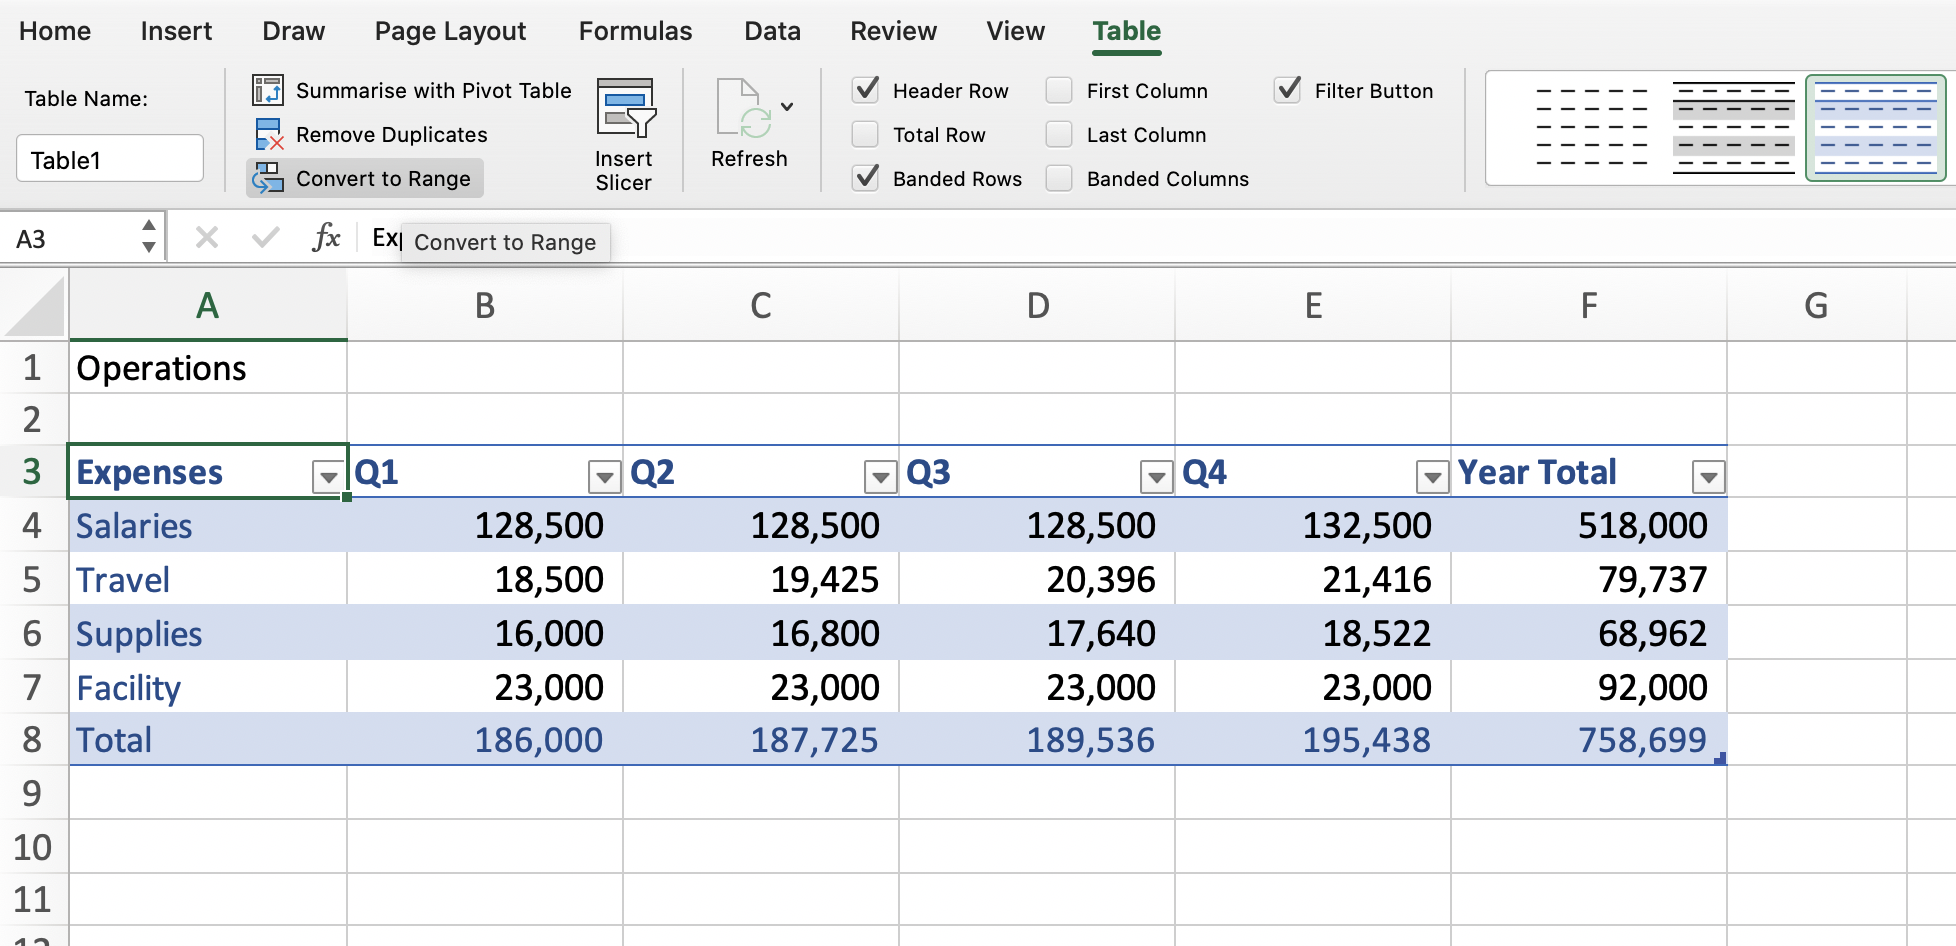 Home Insert Draw Page Layout Formulas Data Review View Table
Table Name:
Table1
Summarise with Pivot Table
Remove Duplicates
Convert to Range
Insert
Slicer
Refresh
Header Row First Column Filter Button
Total Row Last Column
Banded Rows Banded Columns
A3 fx
Convert to Range
A B C D E F G
1 Operations
2
3 Expenses Q1 Q2 Q3 Q4 Year Total
4 Salaries 128,500 128,500 128,500 132,500 518,000
5 Travel 18,500 19,425 20,396 21,416 79,737
6 Supplies 16,000 16,800 17,640 18,522 68,962
7 Facility 23,000 23,000 23,000 23,000 92,000
8 Total 186,000 187,725 189,536 195,438 758,699
9
10
11